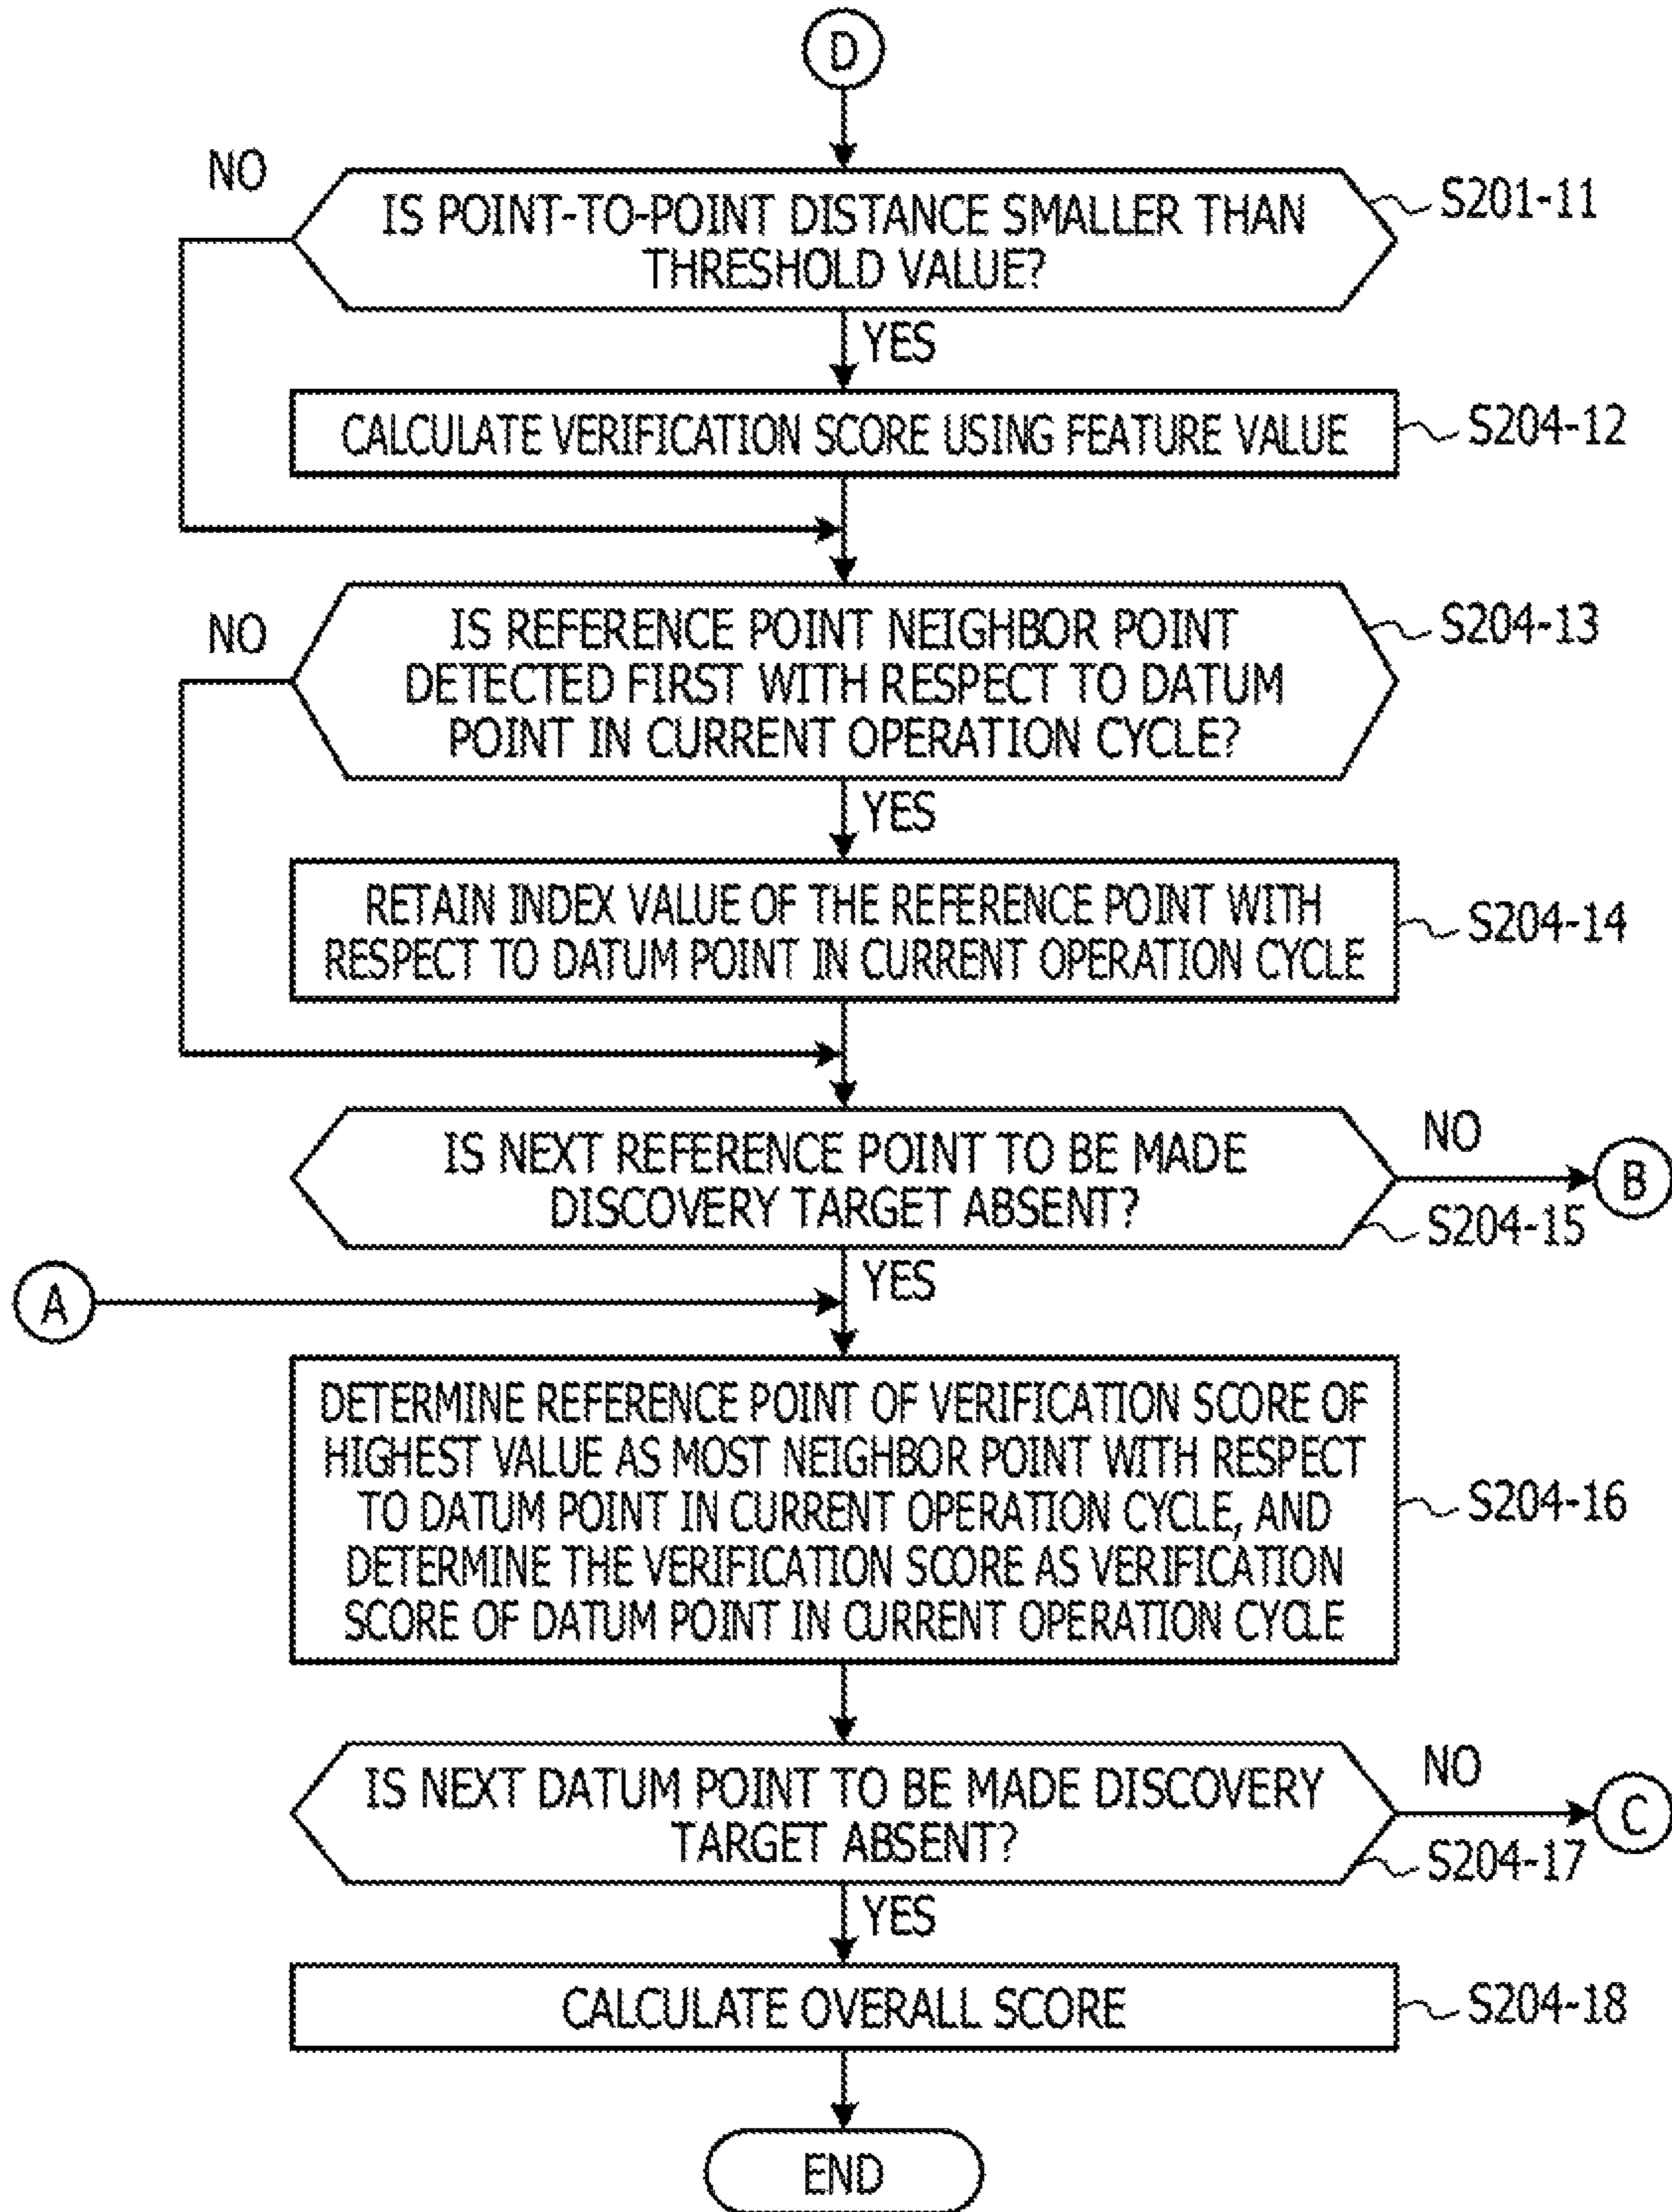 D
NO
IS POINT-TO-POINT DISTANCE SMALLER THAN
THRESHOLD VALUE?
S201-11
YES
CALCULATE VERIFICATION SCORE USING FEATURE VALUE
S204-12
NO
IS REFERENCE POINT NEIGHBOR POINT
DETECTED FIRST WITH RESPECT TO DATUM
POINT IN CURRENT OPERATION CYCLE?
S204-13
YES
RETAIN INDEX VALUE OF THE REFERENCE POINT WITH
RESPECT TO DATUM POINT IN CURRENT OPERATION CYCLE
S204-14
IS NEXT REFERENCE POINT TO BE MADE
DISCOVERY TARGET ABSENT?
NO
B
S204-15
YES
A
DETERMINE REFERENCE POINT OF VERIFICATION SCORE OF
HIGHEST VALUE AS MOST NEIGHBOR POINT WITH RESPECT
TO DATUM POINT IN CURRENT OPERATION CYCLE, AND
DETERMINE THE VERIFICATION SCORE AS VERIFICATION
SCORE OF DATUM POINT IN CURRENT OPERATION CYCLE
S204-16
IS NEXT DATUM POINT TO BE MADE DISCOVERY
TARGET ABSENT?
NO
C
S204-17
YES
CALCULATE OVERALL SCORE
S204-18
END